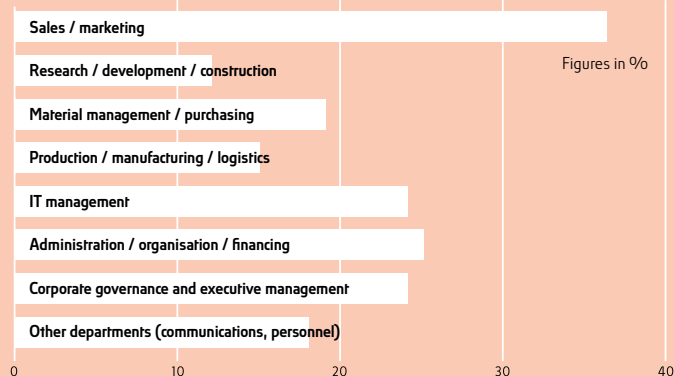 Sales / marketing
Figures in %
Research / development / construction
Material management / purchasing
Production / manufacturing / logistics
IT management
Administration / organisation / financing
Corporate governance and executive management
Other departments (communications, personnel)
0 10 20 30 40